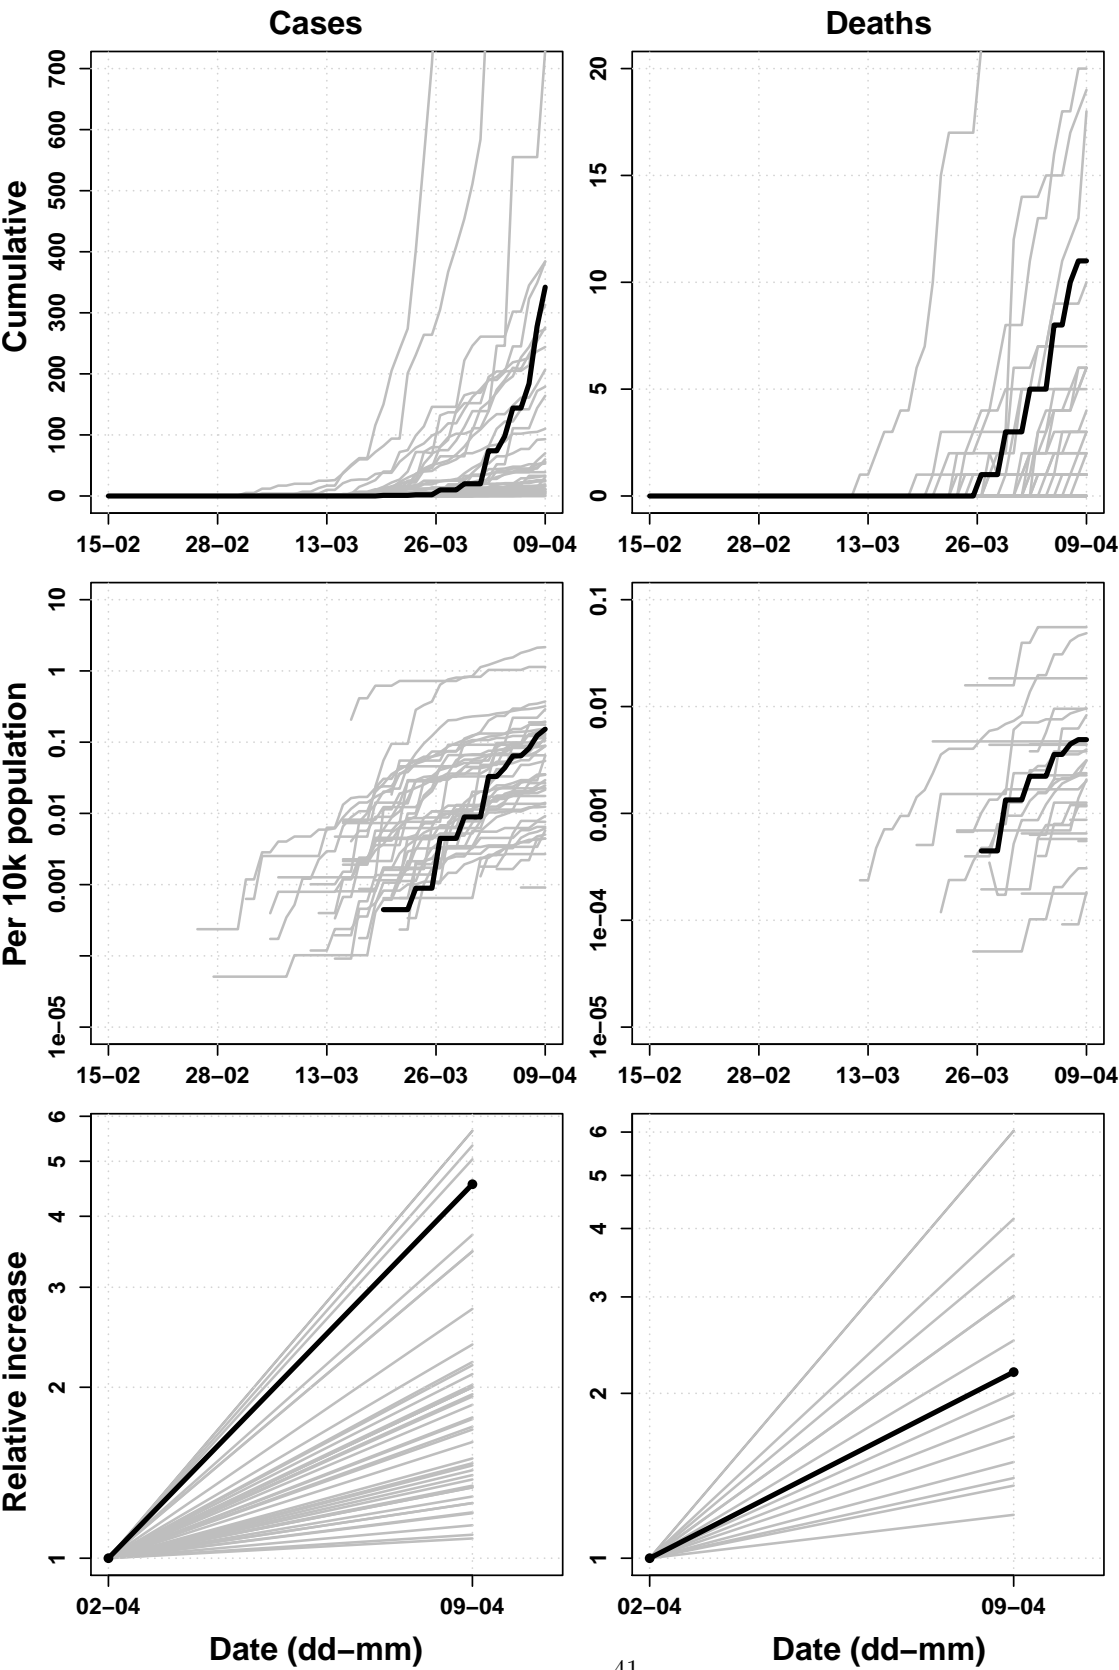 Cases Deaths
Cumulative
700
600
500
400
300
200
100
0
15–02 28–02 13–03 26–03 09–04
20
15
10
5
0
15–02 28–02 13–03 26–03 09–04
Per 10k population
10
1
0.1
0.01
0.001
1e–05
15–02 28–02 13–03 26–03 09–04
0.1
0.01
0.001
1e–04
1e–05
15–02 28–02 13–03 26–03 09–04
Relative increase
6
5
4
3
2
1
02–04 09–04
Date (dd–mm)
6
5
4
3
2
1
02–04 09–04
Date (dd–mm)
41